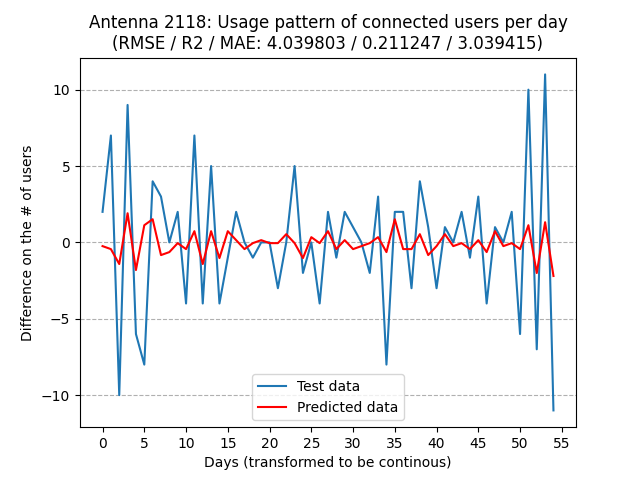 Antenna 2118: Usage pattern of connected users per day
(RMSE / R2 / MAE: 4.039803 / 0.211247 / 3.039415)
Difference on the # of users
10
5
0
−5
−10
Test data
Predicted data
0 5 10 15 20 25 30 35 40 45 50 55
Days (transformed to be continous)